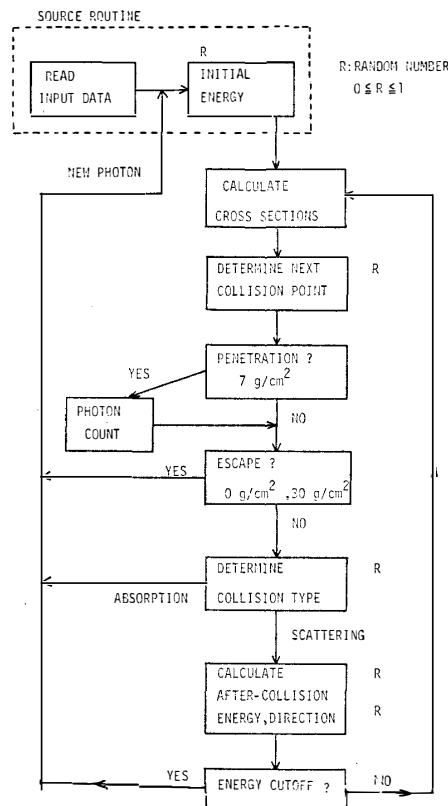 SOURCE ROUTINE
R
R:RANDOM NUMBER
0≦R≦1
READ
INPUT DATA
INITIAL
ENERGY
NEW PHOTON
CALCULATE
CROSS SECTIONS
DETERMINE NEXT
COLLISION POINT
R
PENETRATION ?
7 g/cm²
YES
NO
PHOTON
COUNT
ESCAPE ?
0 g/cm² ,30 g/cm²
YES
NO
DETERMINE
COLLISION TYPE
R
ABSORPTION
SCATTERING
CALCULATE
AFTER-COLLISION
ENERGY,DIRECTION
R
R
YES
ENERGY CUTOFF ?
NO